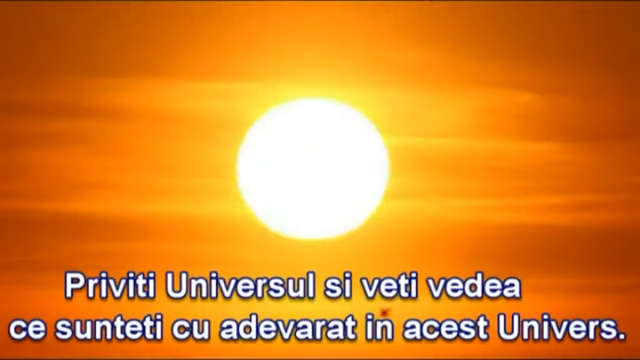 Priviti Universul si veti vedea
ce sunteti cu adevarat in acest Univers.